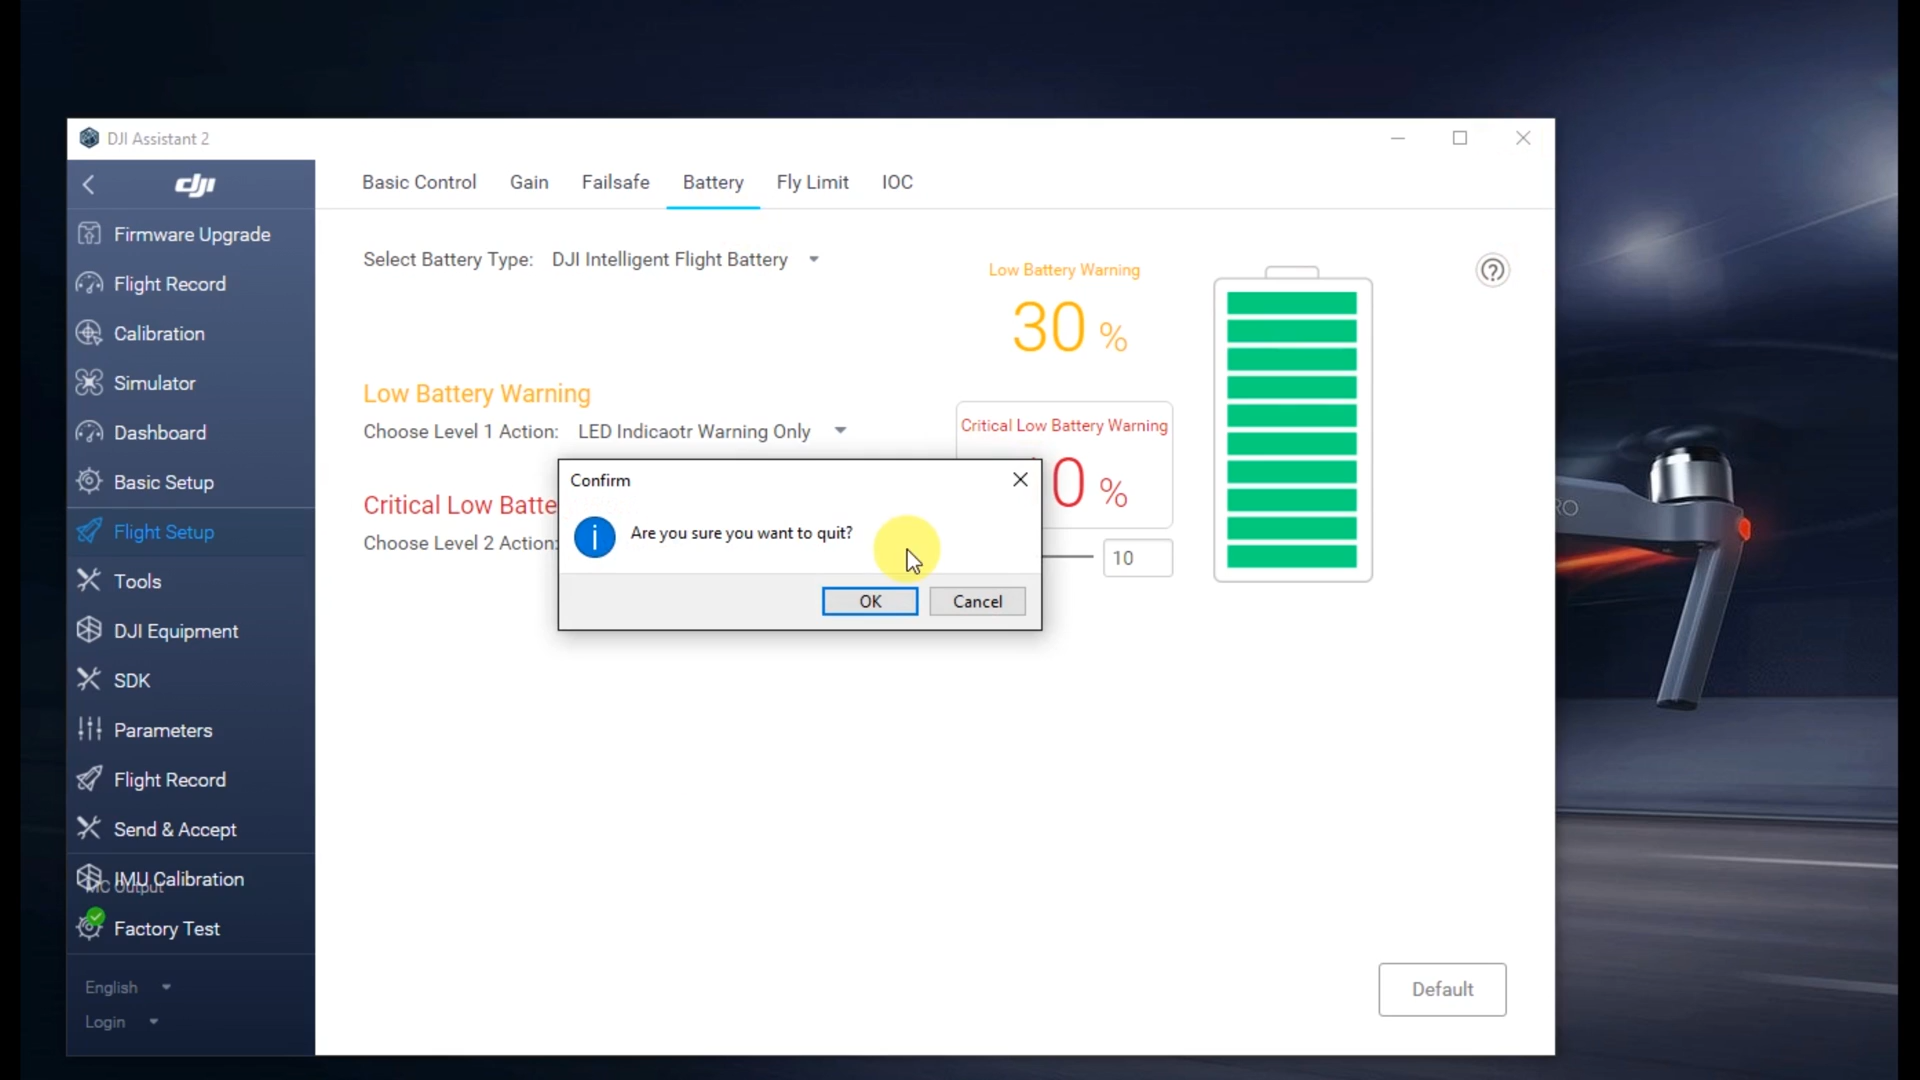 DJI Assistant 2
dji
Firmware Upgrade
Flight Record
Calibration
Simulator
Dashboard
Basic Setup
Flight Setup
Tools
DJI Equipment
SDK
Parameters
Flight Record
Send & Accept
IMU Calibration
MC Output
Factory Test
English
Login
Basic Control Gain Failsafe Battery Fly Limit IOC
Select Battery Type: DJI Intelligent Flight Battery
Low Battery Warning
30 %
Low Battery Warning
Choose Level 1 Action: LED Indicaotr Warning Only
Critical Low Battery Warning
0 %
Critical Low Batte
Choose Level 2 Action:
10
Confirm
Are you sure you want to quit?
OK Cancel
Default
RO